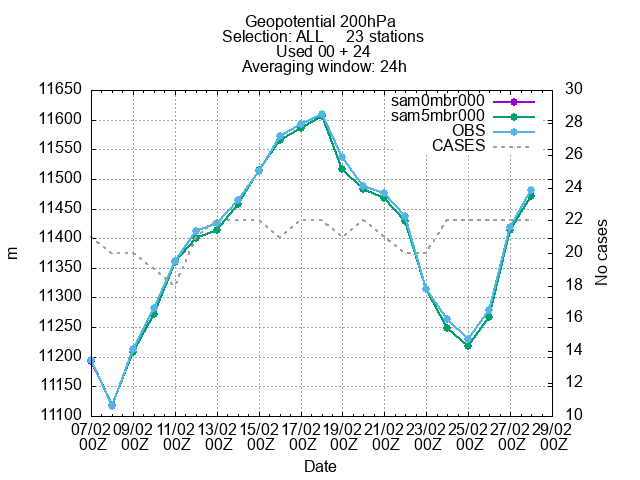 Geopotential 200hPa
Selection: ALL     23 stations
Used 00 + 24
Averaging window: 24h
sam0mbr000
sam5mbr000
OBS
CASES
11650
11600
11550
11500
11450
11400
11350
11300
11250
11200
11150
11100
m
30
28
26
24
22
20
18
16
14
12
10
No cases
07/02 09/02 11/02 13/02 15/02 17/02 19/02 21/02 23/02 25/02 27/02 29/02
00Z 00Z 00Z 00Z 00Z 00Z 00Z 00Z 00Z 00Z 00Z 00Z
Date